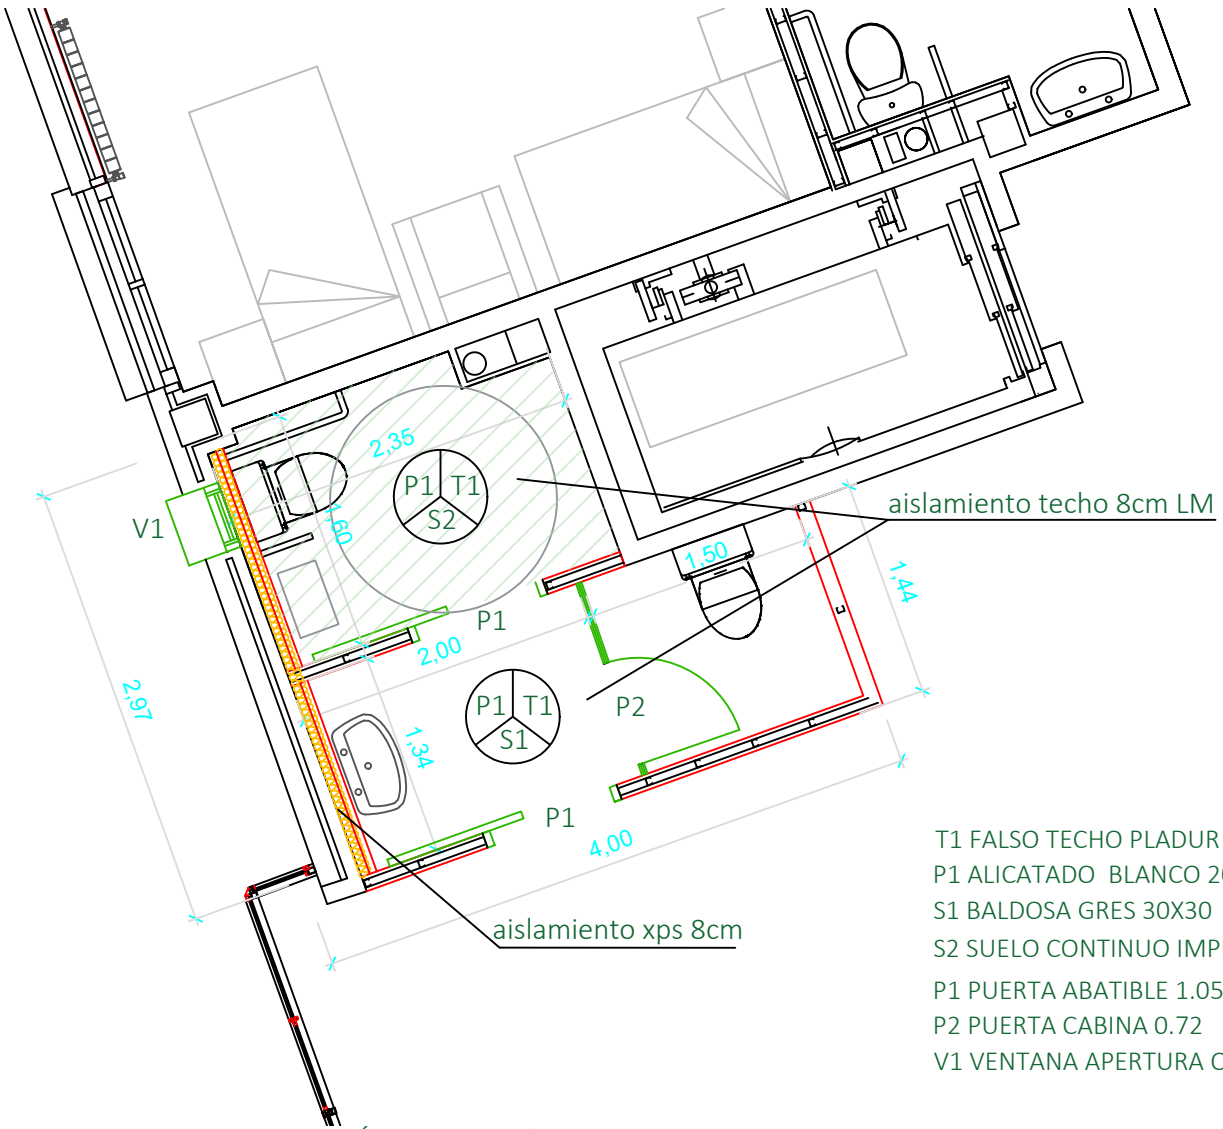 2,35
P1 T1
S2
1,60
V1
aislamiento techo 8cm LM
1,50
1,44
P1
2,00
2,97
P1 T1
S1
P2
1,34
P1
4,00
aislamiento xps 8cm
T1 FALSO TECHO PLADUR
P1 ALICATADO BLANCO
S1 BALDOSA GRES 30X30
S2 SUELO CONTINUO
P1 PUERTA ABATIBLE 1.05
P2 PUERTA CABINA 0.72
V1 VENTANA APERTURA